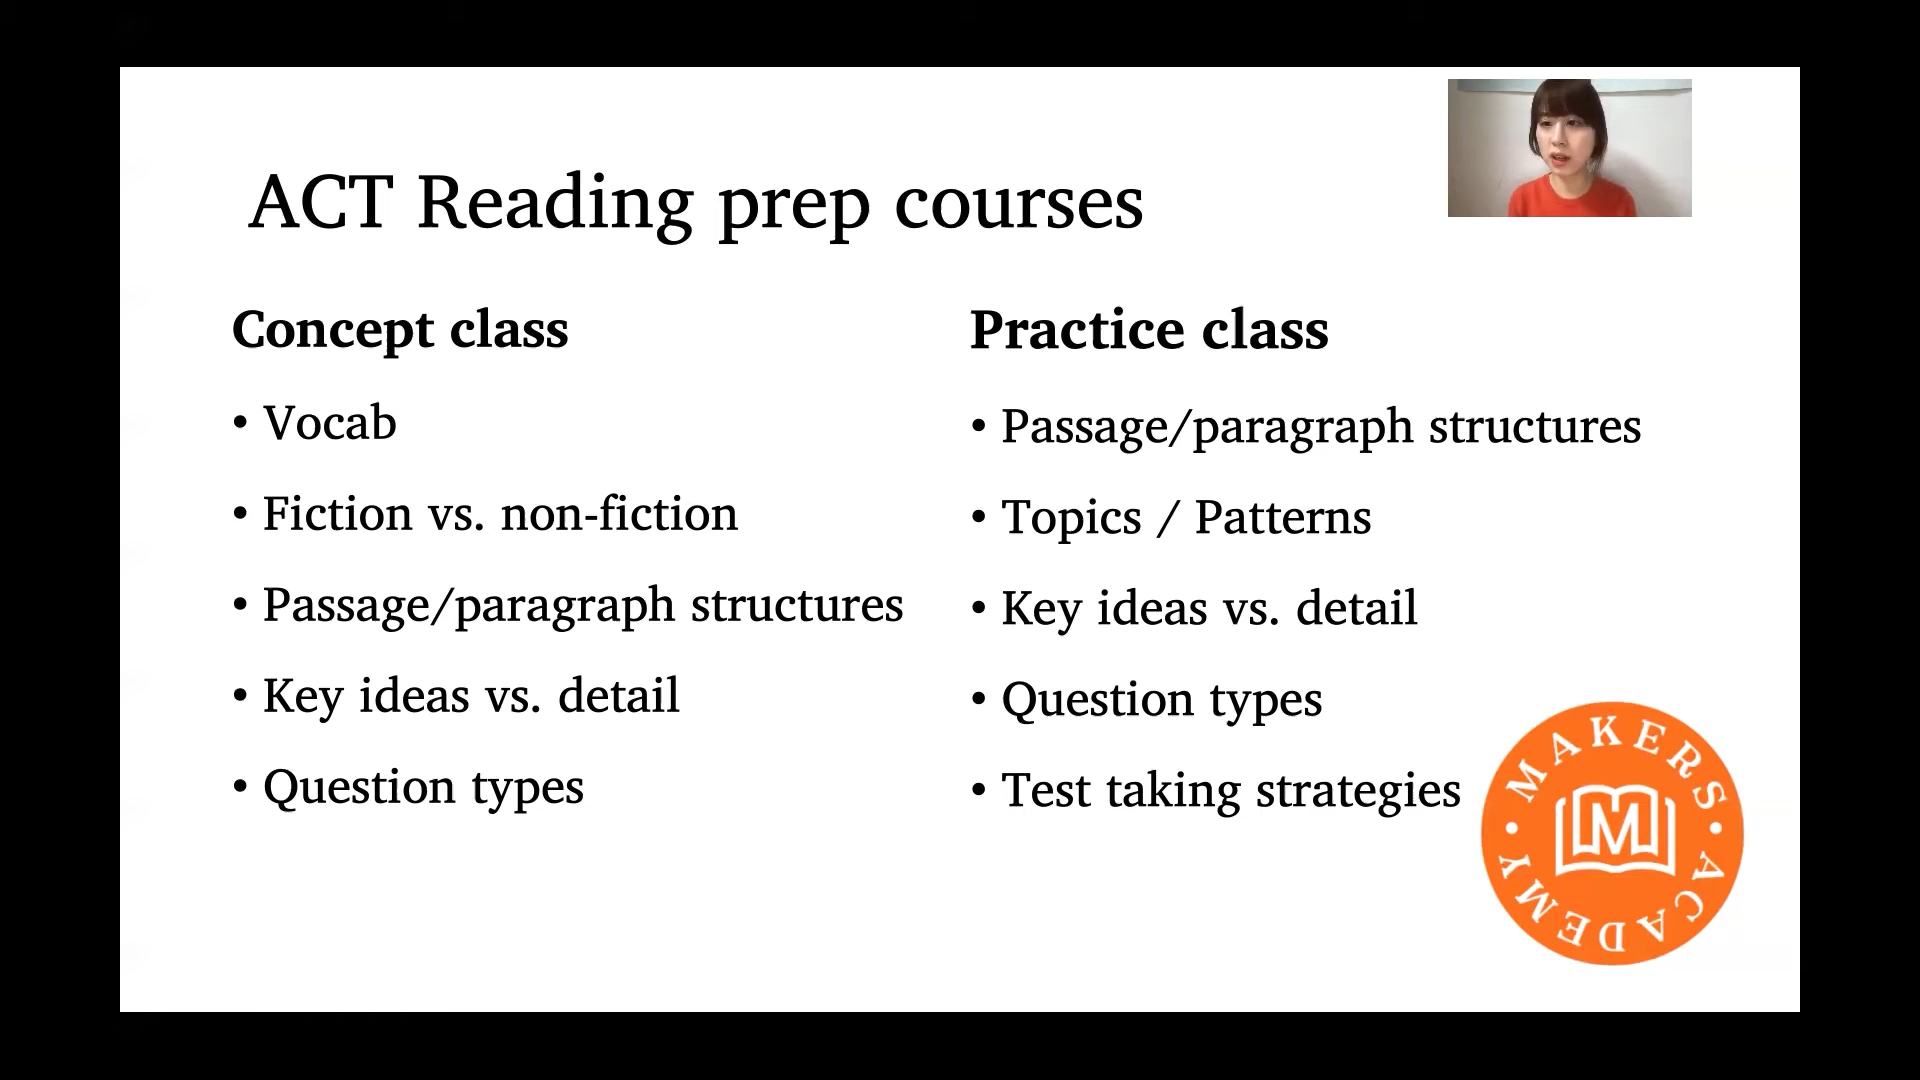 ACT Reading prep courses
Concept class
• Vocab
• Fiction vs. non-fiction
• Passage/paragraph structures
• Key ideas vs. detail
• Question types
Practice class
• Passage/paragraph structures
• Topics / Patterns
• Key ideas vs. detail
• Question types
• Test taking strategies
MAKERS • ACADEMY •
M